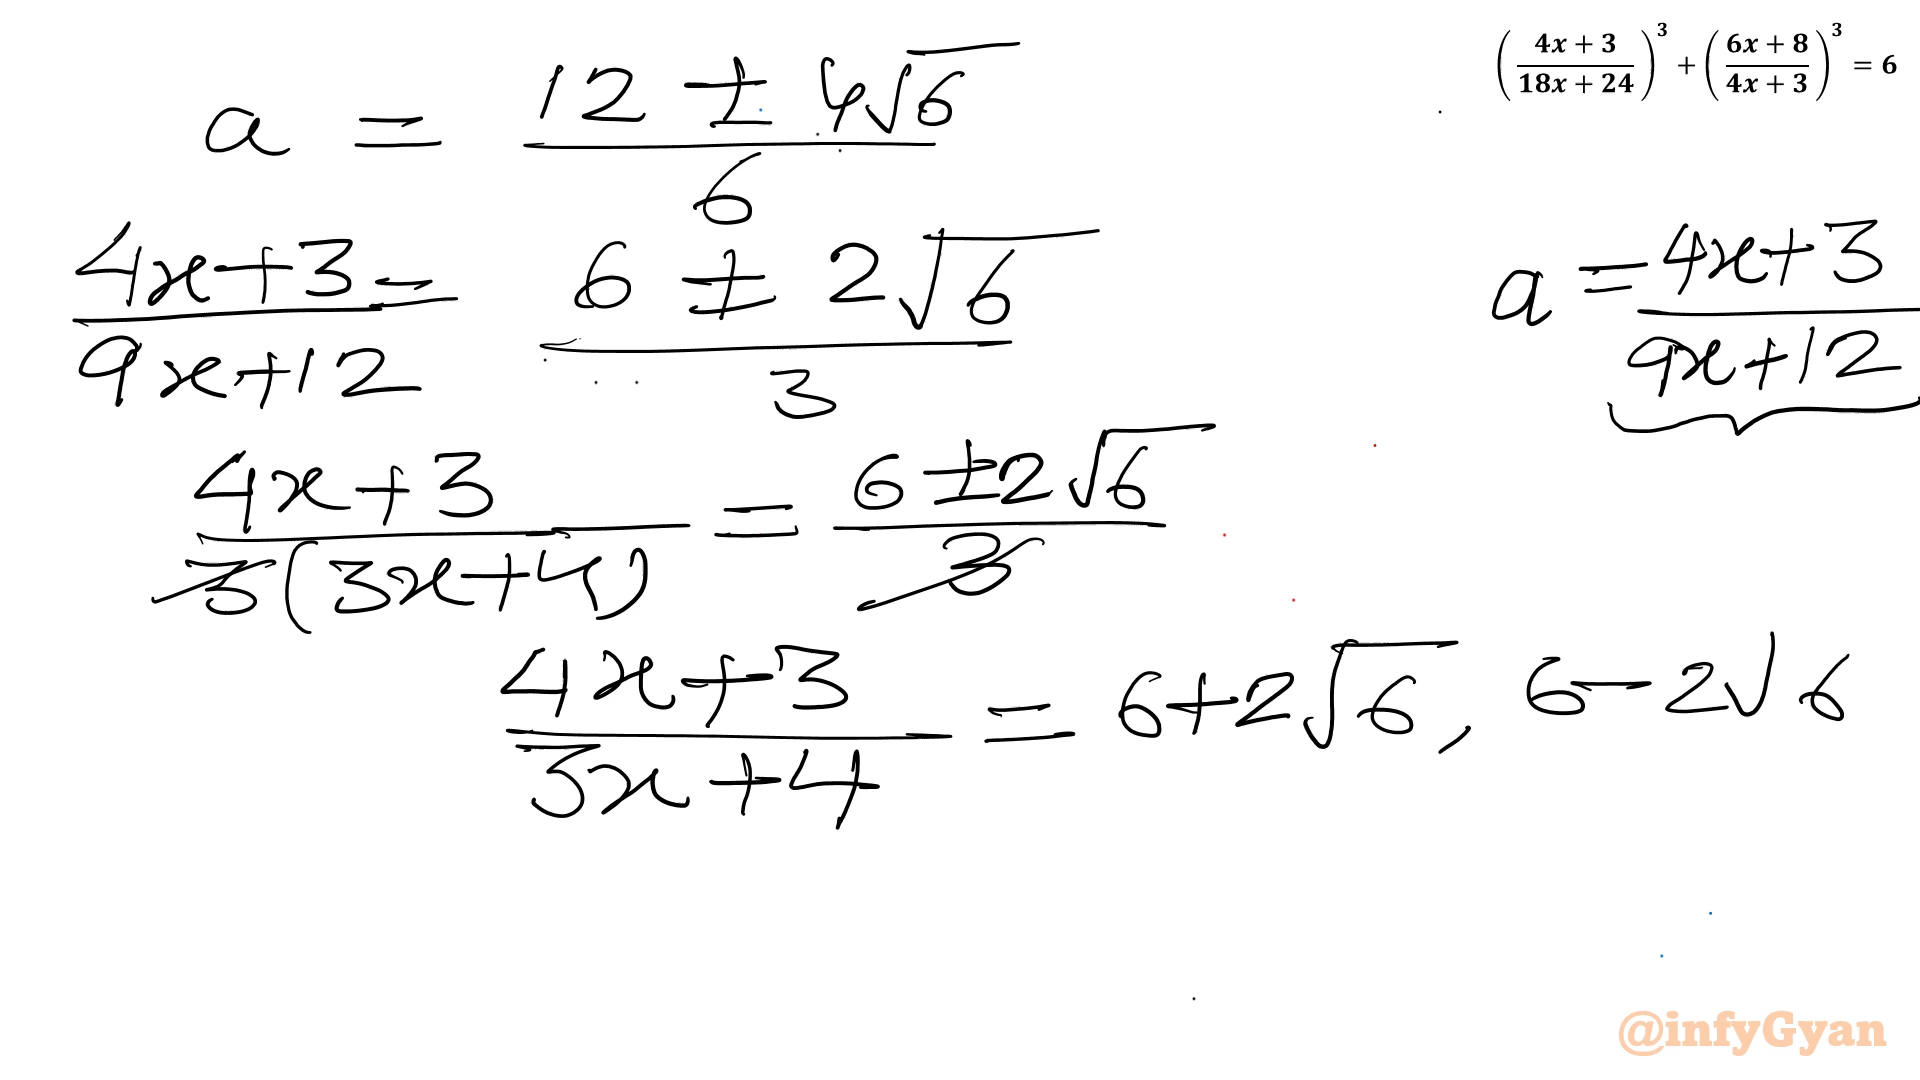 a = (12 ± 4√6)/6
((4x + 3)/(18x + 24))³ + ((6x + 8)/(4x + 3))³ = 6
(4x+3)/(9x+12) = (6 ± 2√6)/3
a = (4x+3)/(9x+12)
(4x+3)/(3(3x+4)) = (6 ± 2√6)/3
(4x+3)/(3x+4) = 6+2√6, 6-2√6
@infyGyan